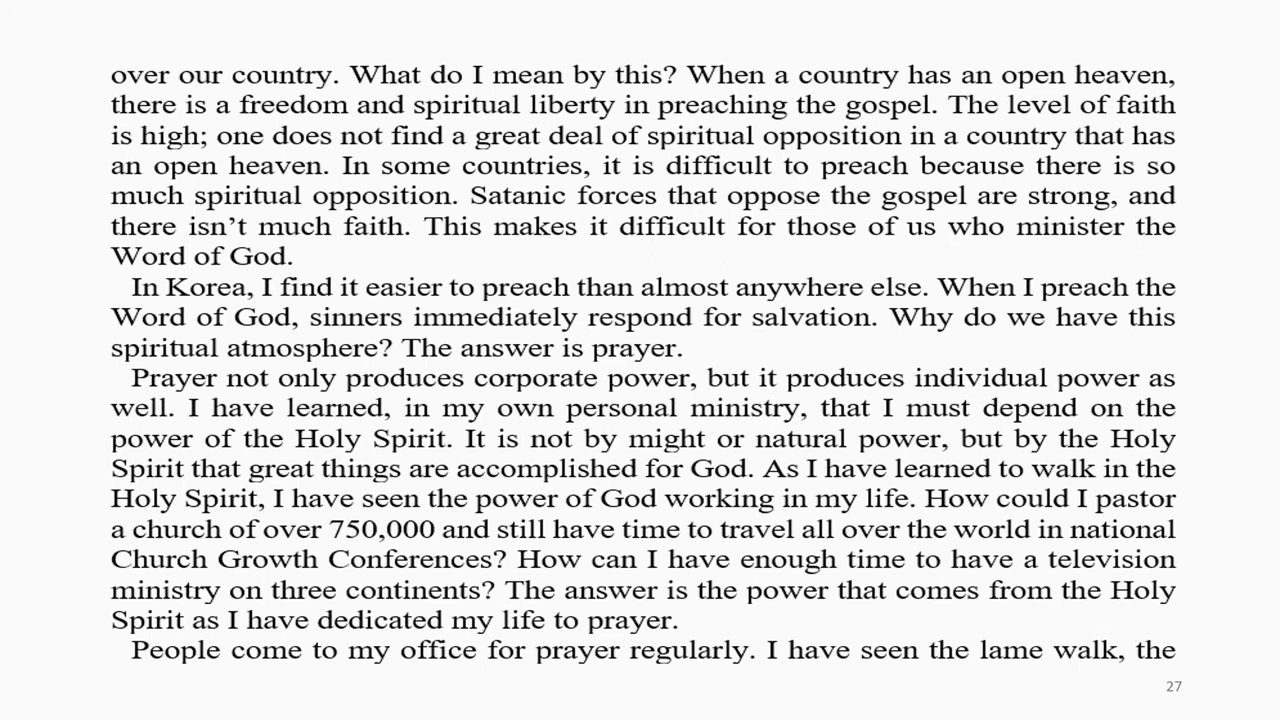 over our country. What do I mean by this? When a country has an open heaven,
there is a freedom and spiritual liberty in preaching the gospel. The level of faith
is high; one does not find a great deal of spiritual opposition in a country that has
an open heaven. In some countries, it is difficult to preach because there is so
much spiritual opposition. Satanic forces that oppose the gospel are strong, and
there isn’t much faith. This makes it difficult for those of us who minister the
Word of God.
In Korea, I find it easier to preach than almost anywhere else. When I preach the
Word of God, sinners immediately respond for salvation. Why do we have this
spiritual atmosphere? The answer is prayer.
Prayer not only produces corporate power, but it produces individual power as
well. I have learned, in my own personal ministry, that I must depend on the
power of the Holy Spirit. It is not by might or natural power, but by the Holy
Spirit that great things are accomplished for God. As I have learned to walk in the
Holy Spirit, I have seen the power of God working in my life. How could I pastor
a church of over 750,000 and still have time to travel all over the world in national
Church Growth Conferences? How can I have enough time to have a television
ministry on three continents? The answer is the power that comes from the Holy
Spirit as I have dedicated my life to prayer.
People come to my office for prayer regularly. I have seen the lame walk, the
27